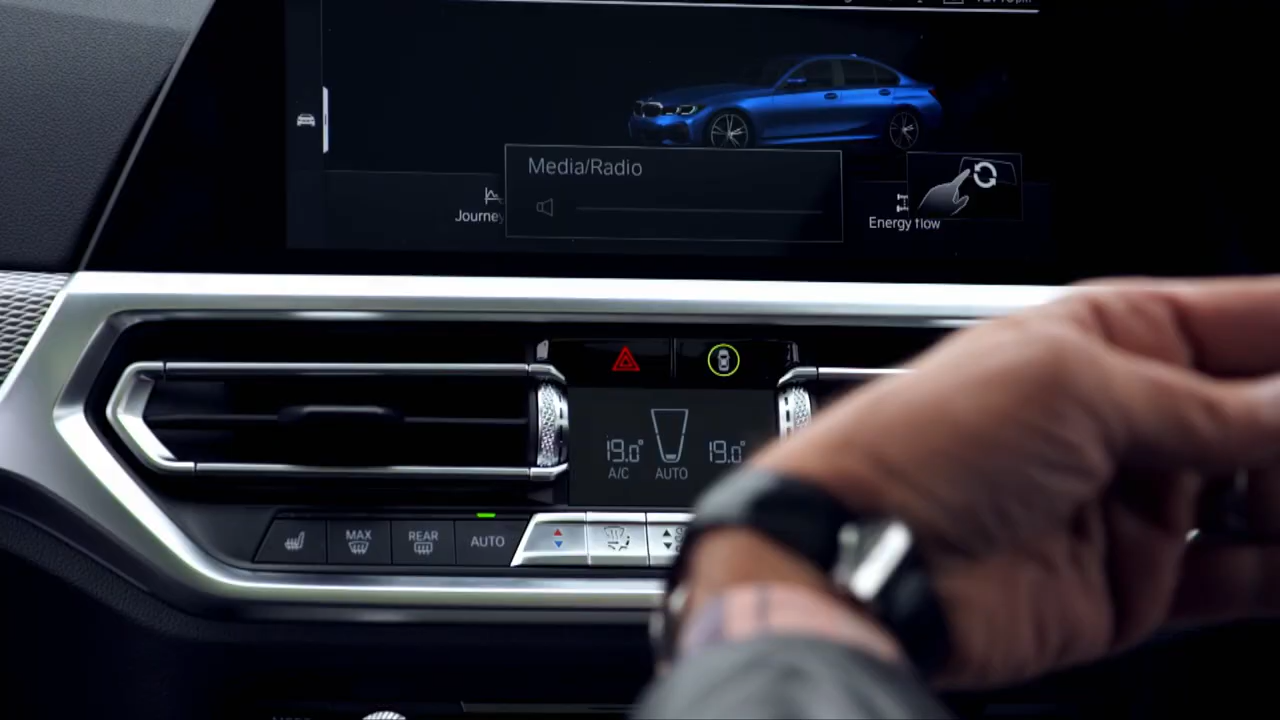 Media/Radio
Journey
Energy flow
19.0° 19.0°
A/C AUTO
MAX REAR AUTO